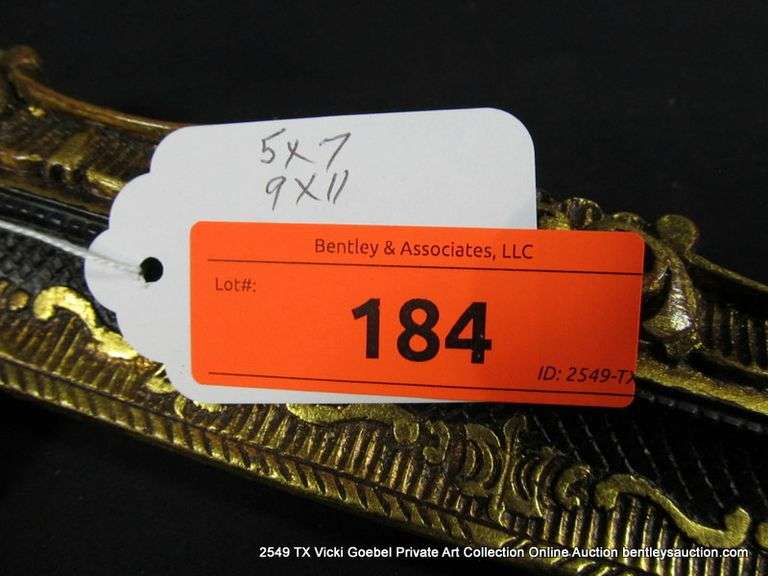 5x7
9x11
Bentley & Associates, LLC
Lot#:
184
ID: 2549-TX
2549 TX Vicki Goebel Private Art Collection Online Auction bentleysauction.com